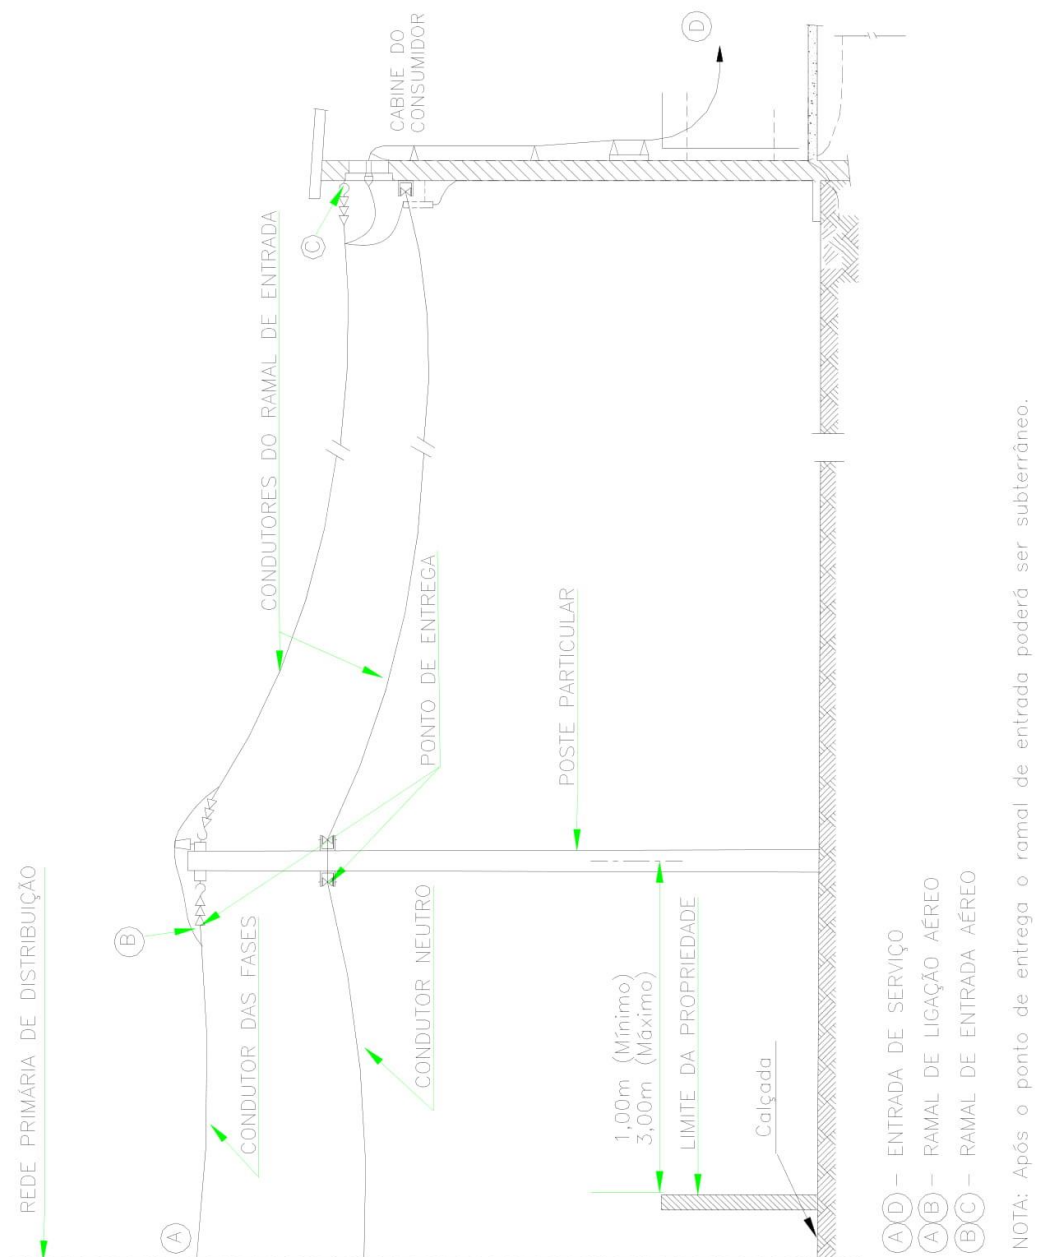 REDE PRIMÁRIA DE DISTRIBUIÇÃO
A
B
CONDUTOR DAS FASES
CONDUTORES DO RAMAL DE ENTRADA
C
CABINE DO
CONSUMIDOR
CONDUTOR NEUTRO
PONTO DE ENTREGA
POSTE PARTICULAR
1,00m (Mínimo)
3,00m (Máximo)
LIMITE DA PROPRIEDADE
D
Calçada
A D – ENTRADA DE SERVIÇO
A B – RAMAL DE LIGAÇÃO AÉREO
B C – RAMAL DE ENTRADA AÉREO
NOTA: Após o ponto de entrega o ramal de entrada poderá ser subterrâneo.